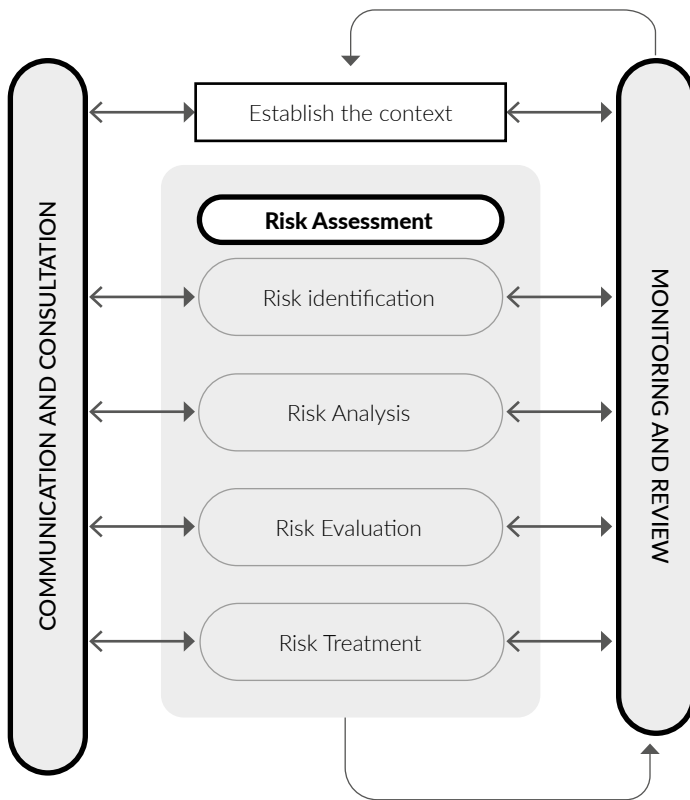 Establish the context
COMMUNICATION AND CONSULTATION
MONITORING AND REVIEW
Risk Assessment
Risk identification
Risk Analysis
Risk Evaluation
Risk Treatment